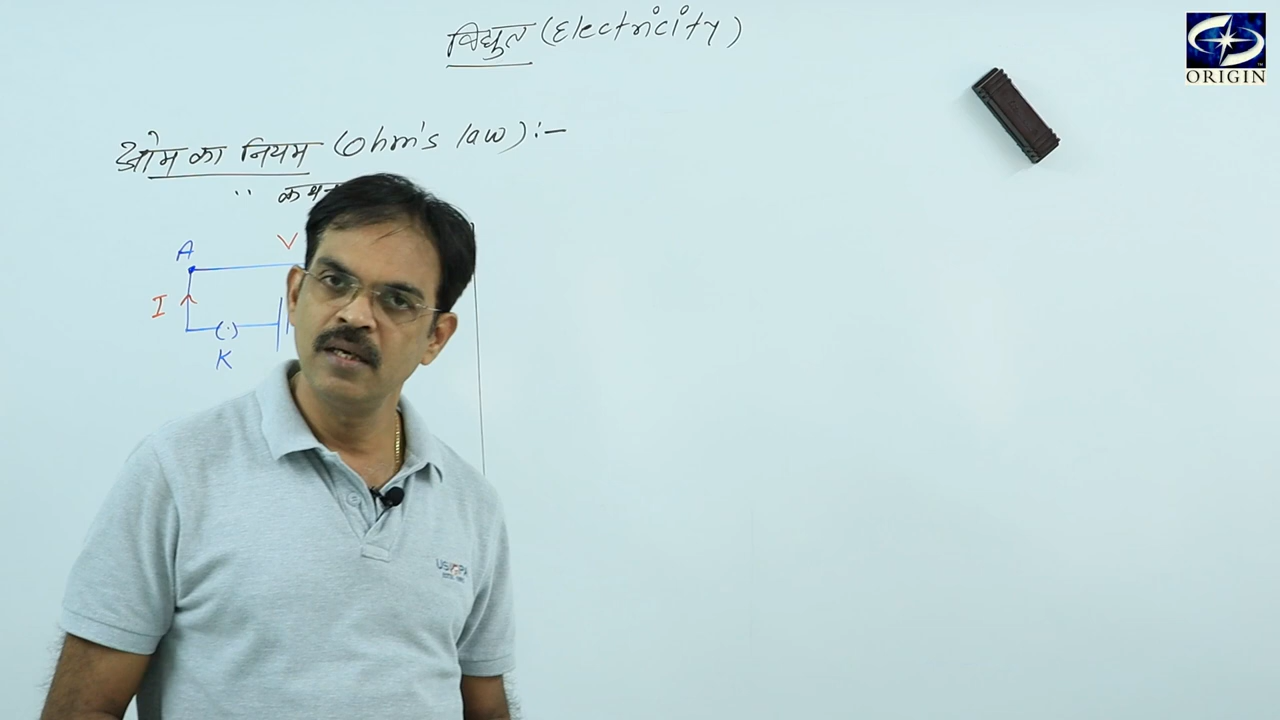 विद्युत (Electricity)
ORIGIN
ओम का नियम (Ohm's law) :-
A
V
I
K